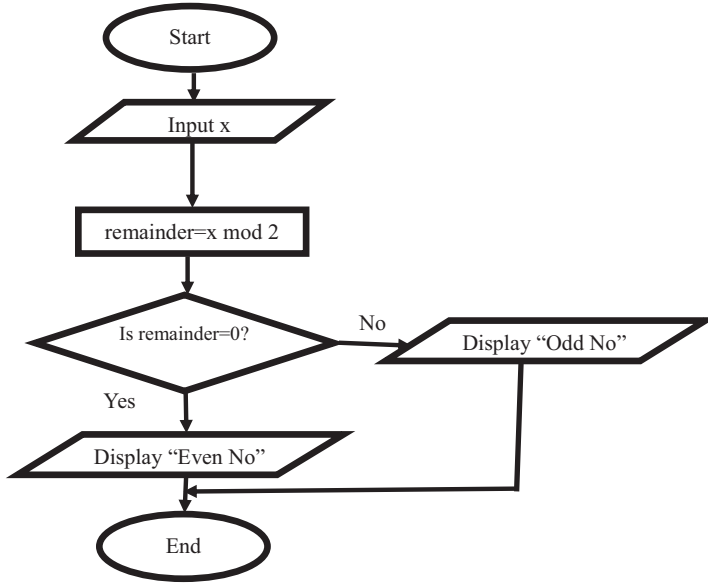 Start
Input x
remainder=x mod 2
Is remainder=0?
No
Display “Odd No”
Yes
Display “Even No”
End